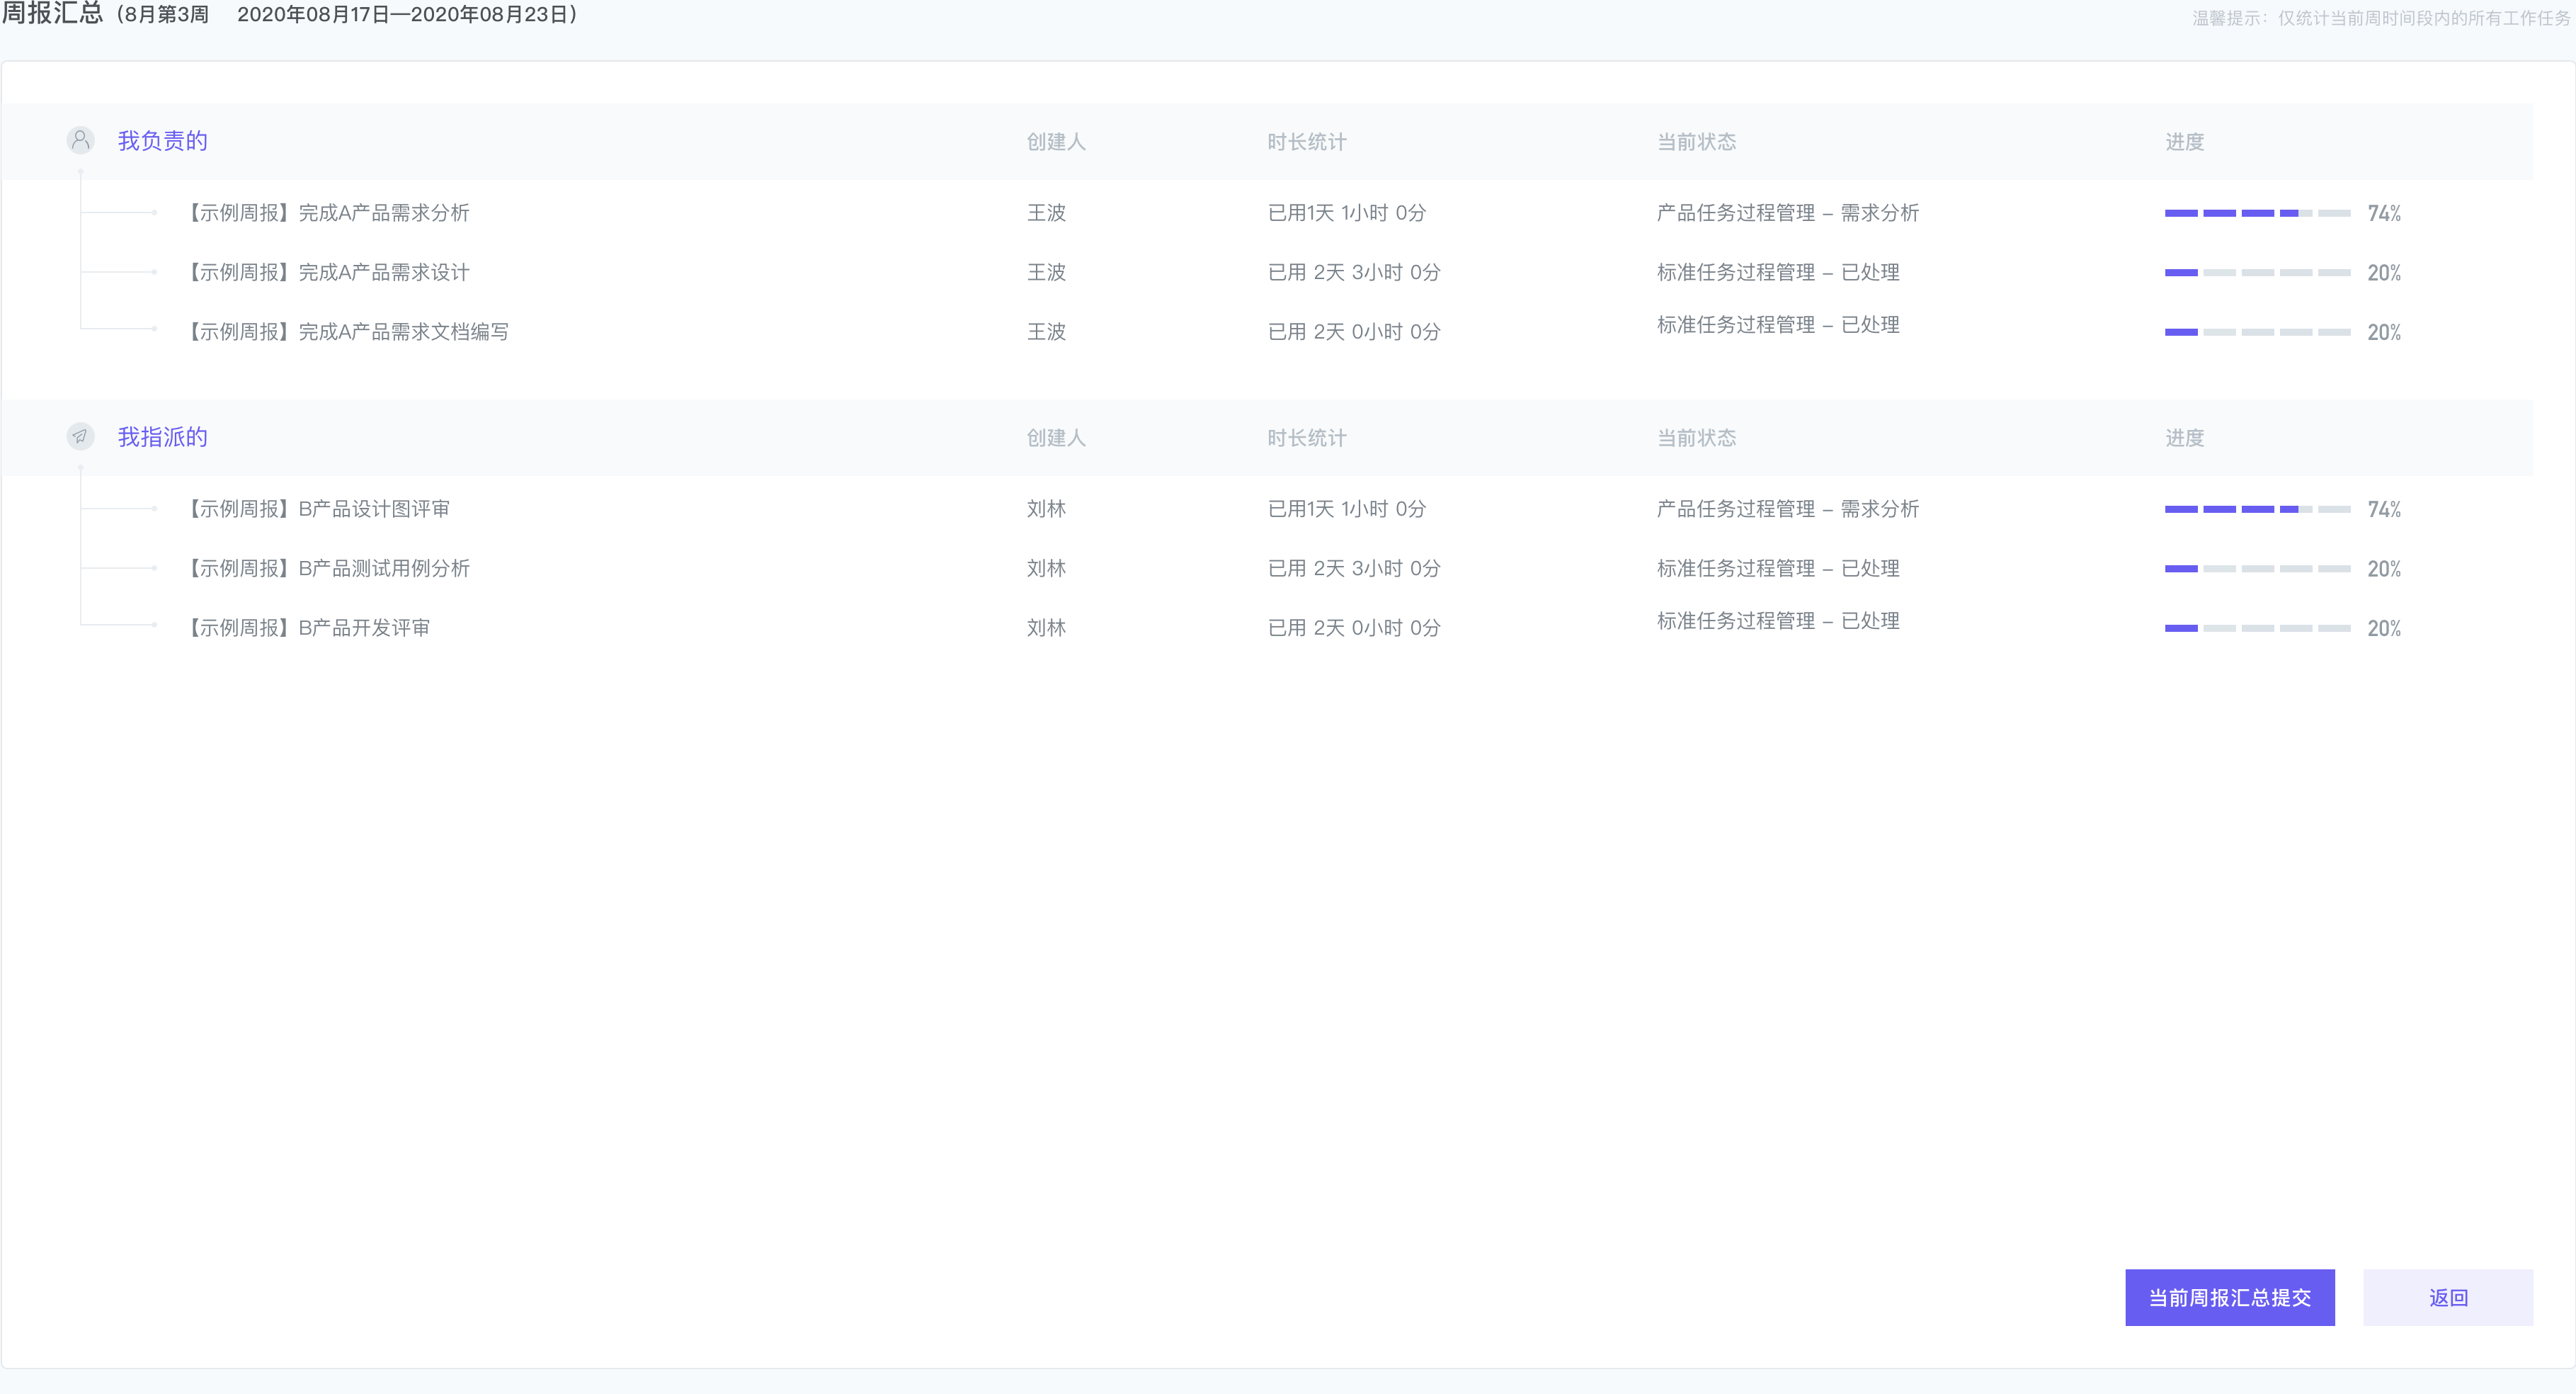 周报汇总（8月第3周 2020年08月17日—2020年08月23日） 温馨提示：仅统计当前周时间段内的所有工作任务
我负责的 创建人 时长统计 当前状态 进度
【示例周报】完成A产品需求分析 王波 已用1天 1小时 0分 产品任务过程管理 – 需求分析 74%
【示例周报】完成A产品需求设计 王波 已用 2天 3小时 0分 标准任务过程管理 – 已处理 20%
【示例周报】完成A产品需求文档编写 王波 已用 2天 0小时 0分 标准任务过程管理 – 已处理 20%
我指派的 创建人 时长统计 当前状态 进度
【示例周报】B产品设计图评审 刘林 已用1天 1小时 0分 产品任务过程管理 – 需求分析 74%
【示例周报】B产品测试用例分析 刘林 已用 2天 3小时 0分 标准任务过程管理 – 已处理 20%
【示例周报】B产品开发评审 刘林 已用 2天 0小时 0分 标准任务过程管理 – 已处理 20%
当前周报汇总提交 返回